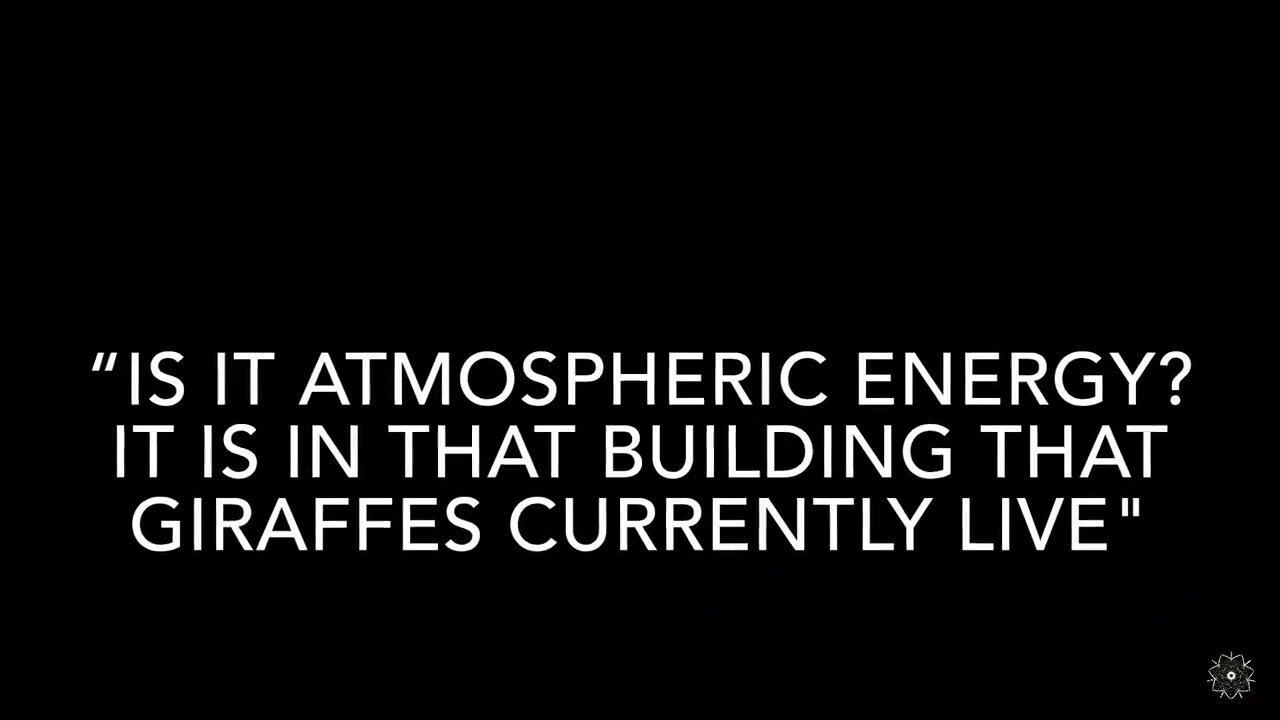 “IS IT ATMOSPHERIC ENERGY?
IT IS IN THAT BUILDING THAT
GIRAFFES CURRENTLY LIVE"